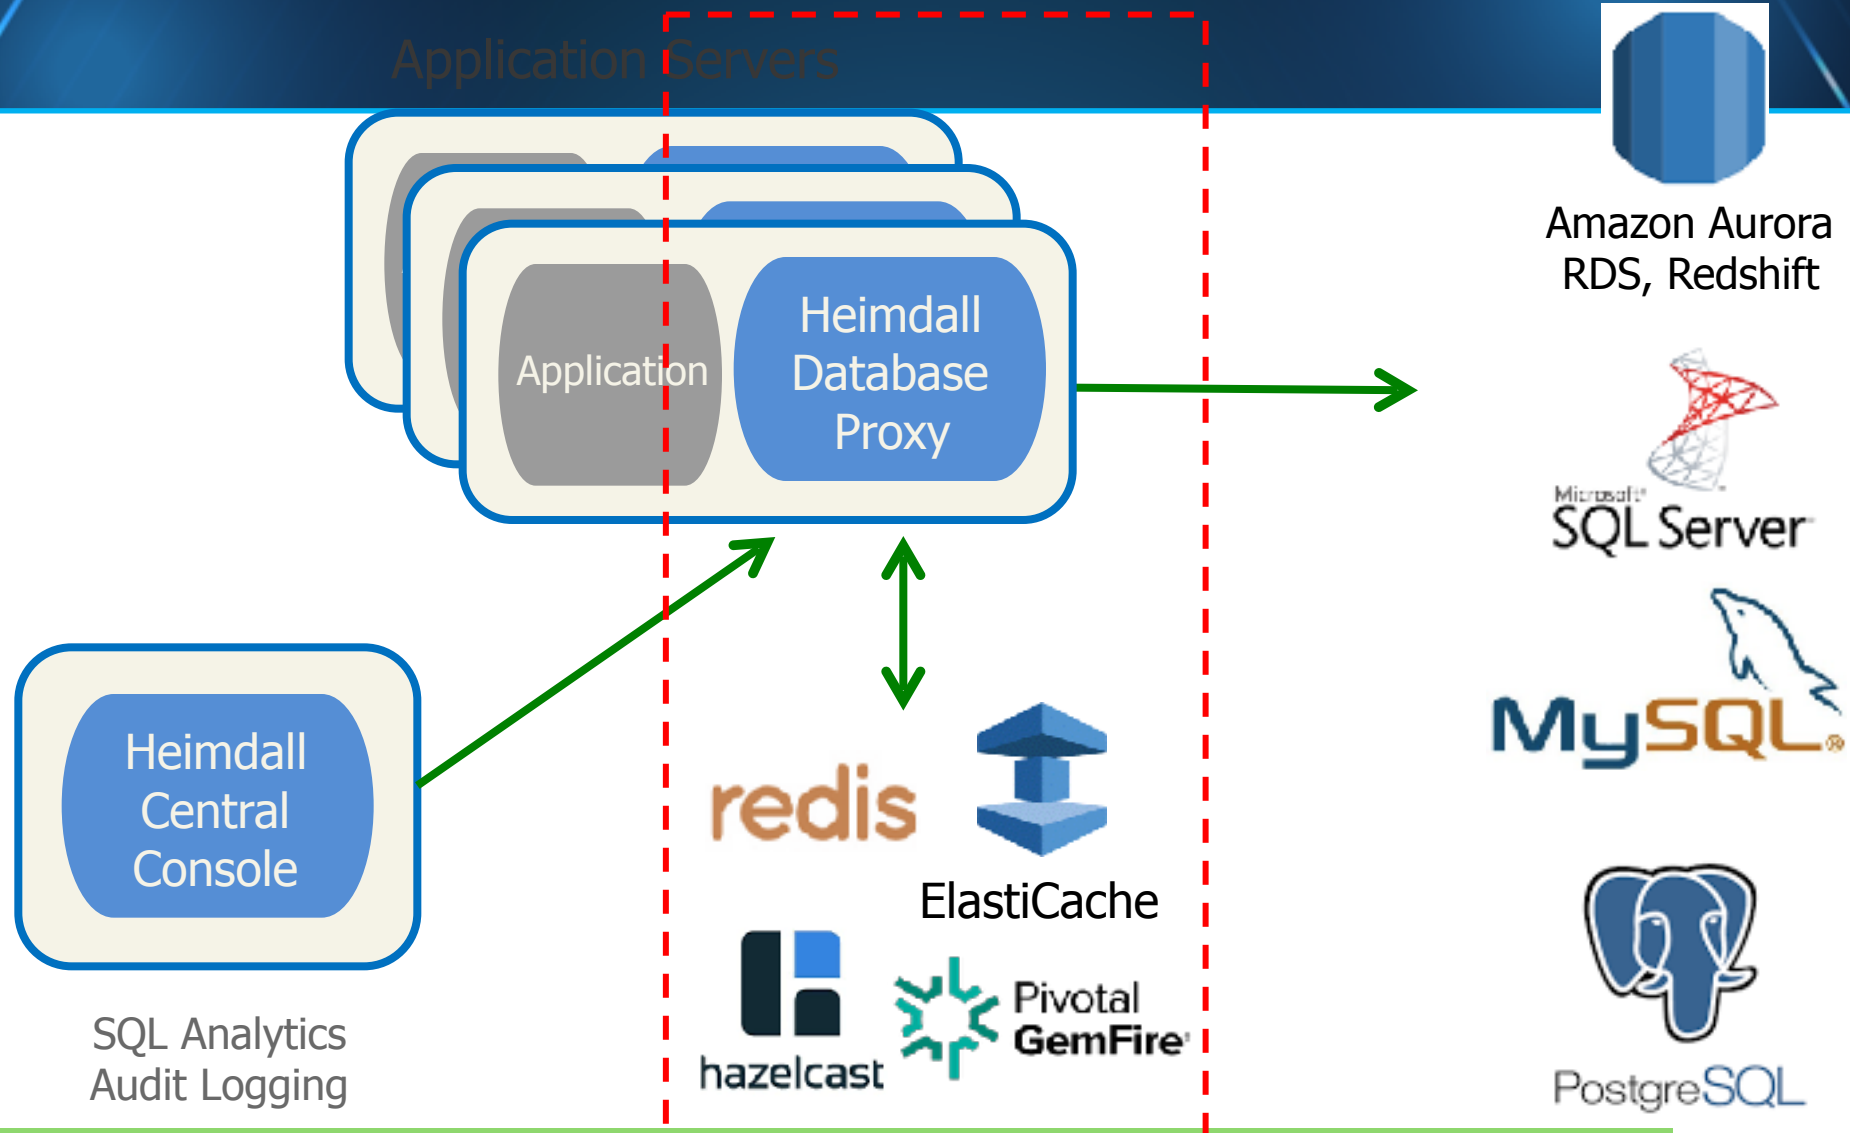 Application Servers
Application
Heimdall
Database
Proxy
Amazon Aurora
RDS, Redshift
Microsoft®
SQL Server
MySQL®
PostgreSQL
Heimdall
Central
Console
SQL Analytics
Audit Logging
redis
ElastiCache
hazelcast
Pivotal
GemFire